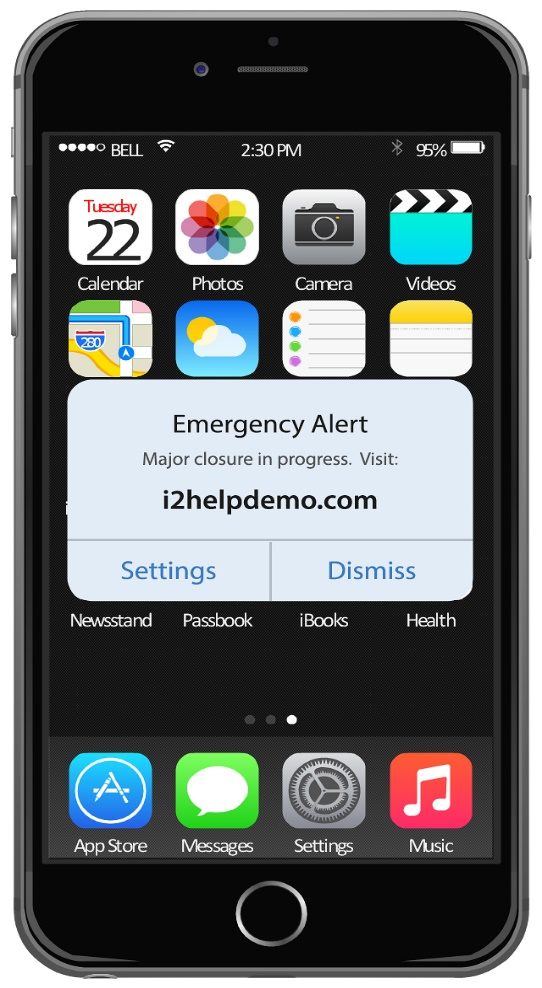 BELL 2:30 PM 95%
Tuesday
22
Calendar Photos Camera Videos
280
Emergency Alert
Major closure in progress. Visit:
i2helpdemo.com
Settings Dismiss
Newsstand Passbook iBooks Health
App Store Messages Settings Music